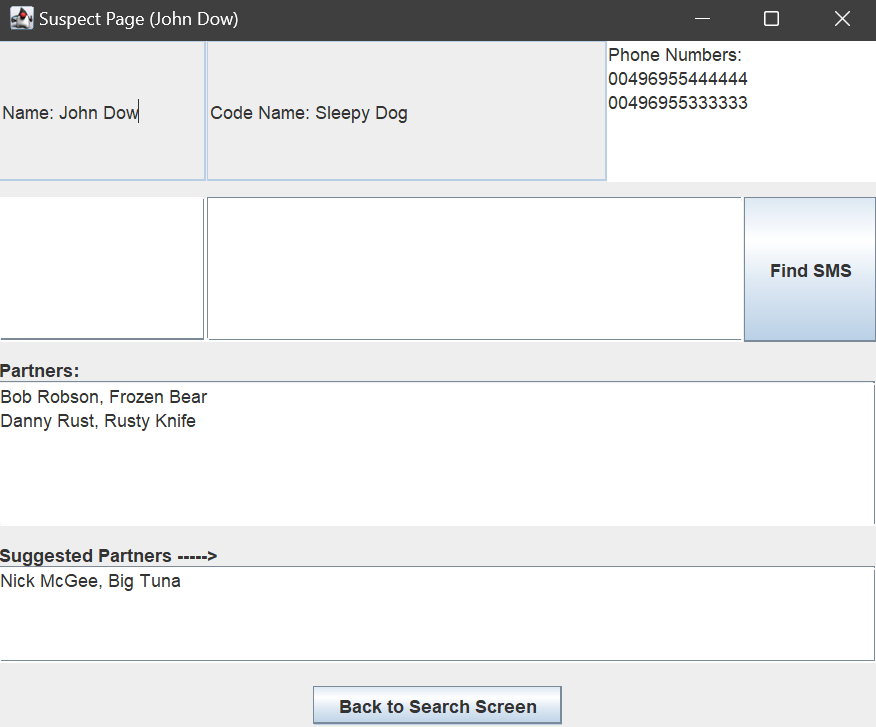 Suspect Page (John Dow)
Name: John Dow
Code Name: Sleepy Dog
Phone Numbers:
00496955444444
00496955333333
Find SMS
Partners:
Bob Robson, Frozen Bear
Danny Rust, Rusty Knife
Suggested Partners ----->
Nick McGee, Big Tuna
Back to Search Screen